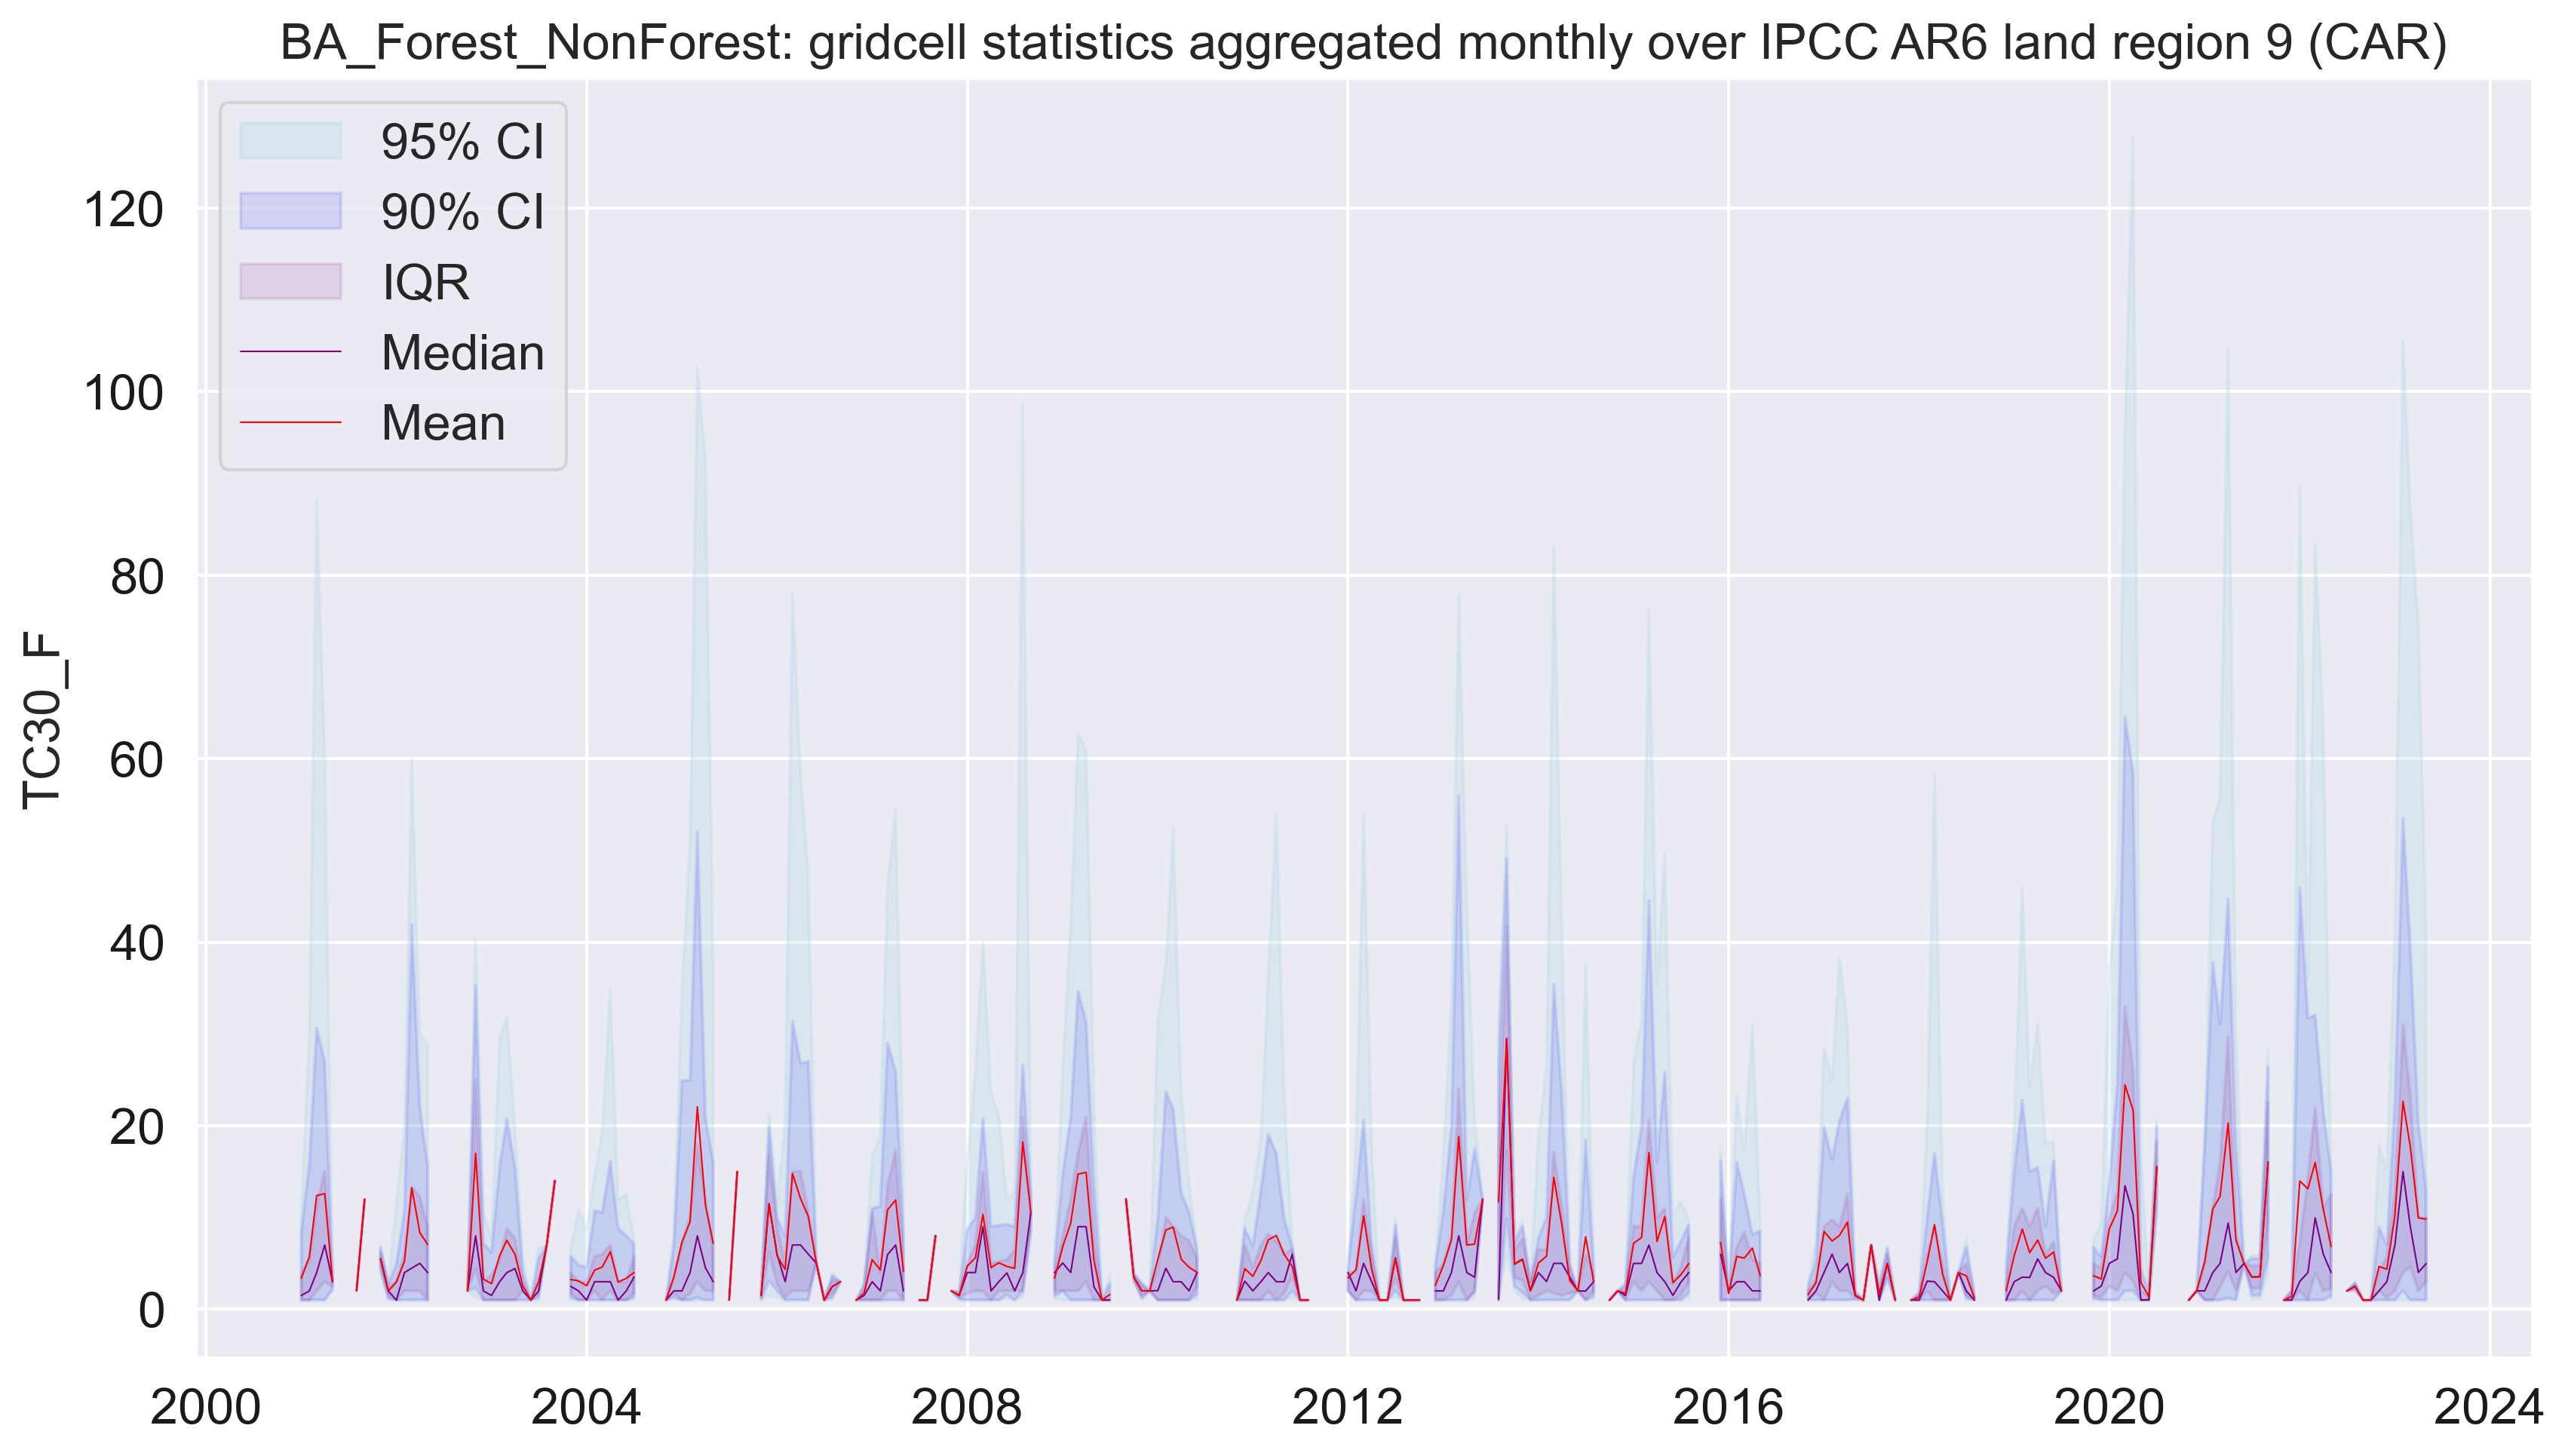 BA_Forest_NonForest: gridcell statistics aggregated monthly over IPCC AR6 land region 9 (CAR)
95% CI
90% CI
IQR
Median
Mean
TC30_F
120
100
80
60
40
20
0
2000
2004
2008
2012
2016
2020
2024